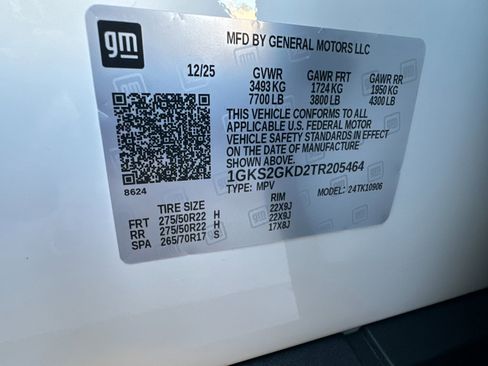 gm
MFD BY GENERAL MOTORS LLC
12/25 GVWR GAWR FRT GAWR RR
3493 KG 1724 KG 1950 KG
7700 LB 3800 LB 4300 LB
THIS VEHICLE CONFORMS TO ALL
APPLICABLE U.S. FEDERAL MOTOR
VEHICLE SAFETY STANDARDS IN EFFECT
ON THE DATE OF MANUFACTURE
SHOWN ABOVE.
1GKS2GKD2TR205464
8624 TYPE: MPV MODEL: 24TK10906
TIRE SIZE RIM
FRT 275/50R22 H 22X9J
RR 275/50R22 H 22X9J
SPA 265/70R17 S 17X8J